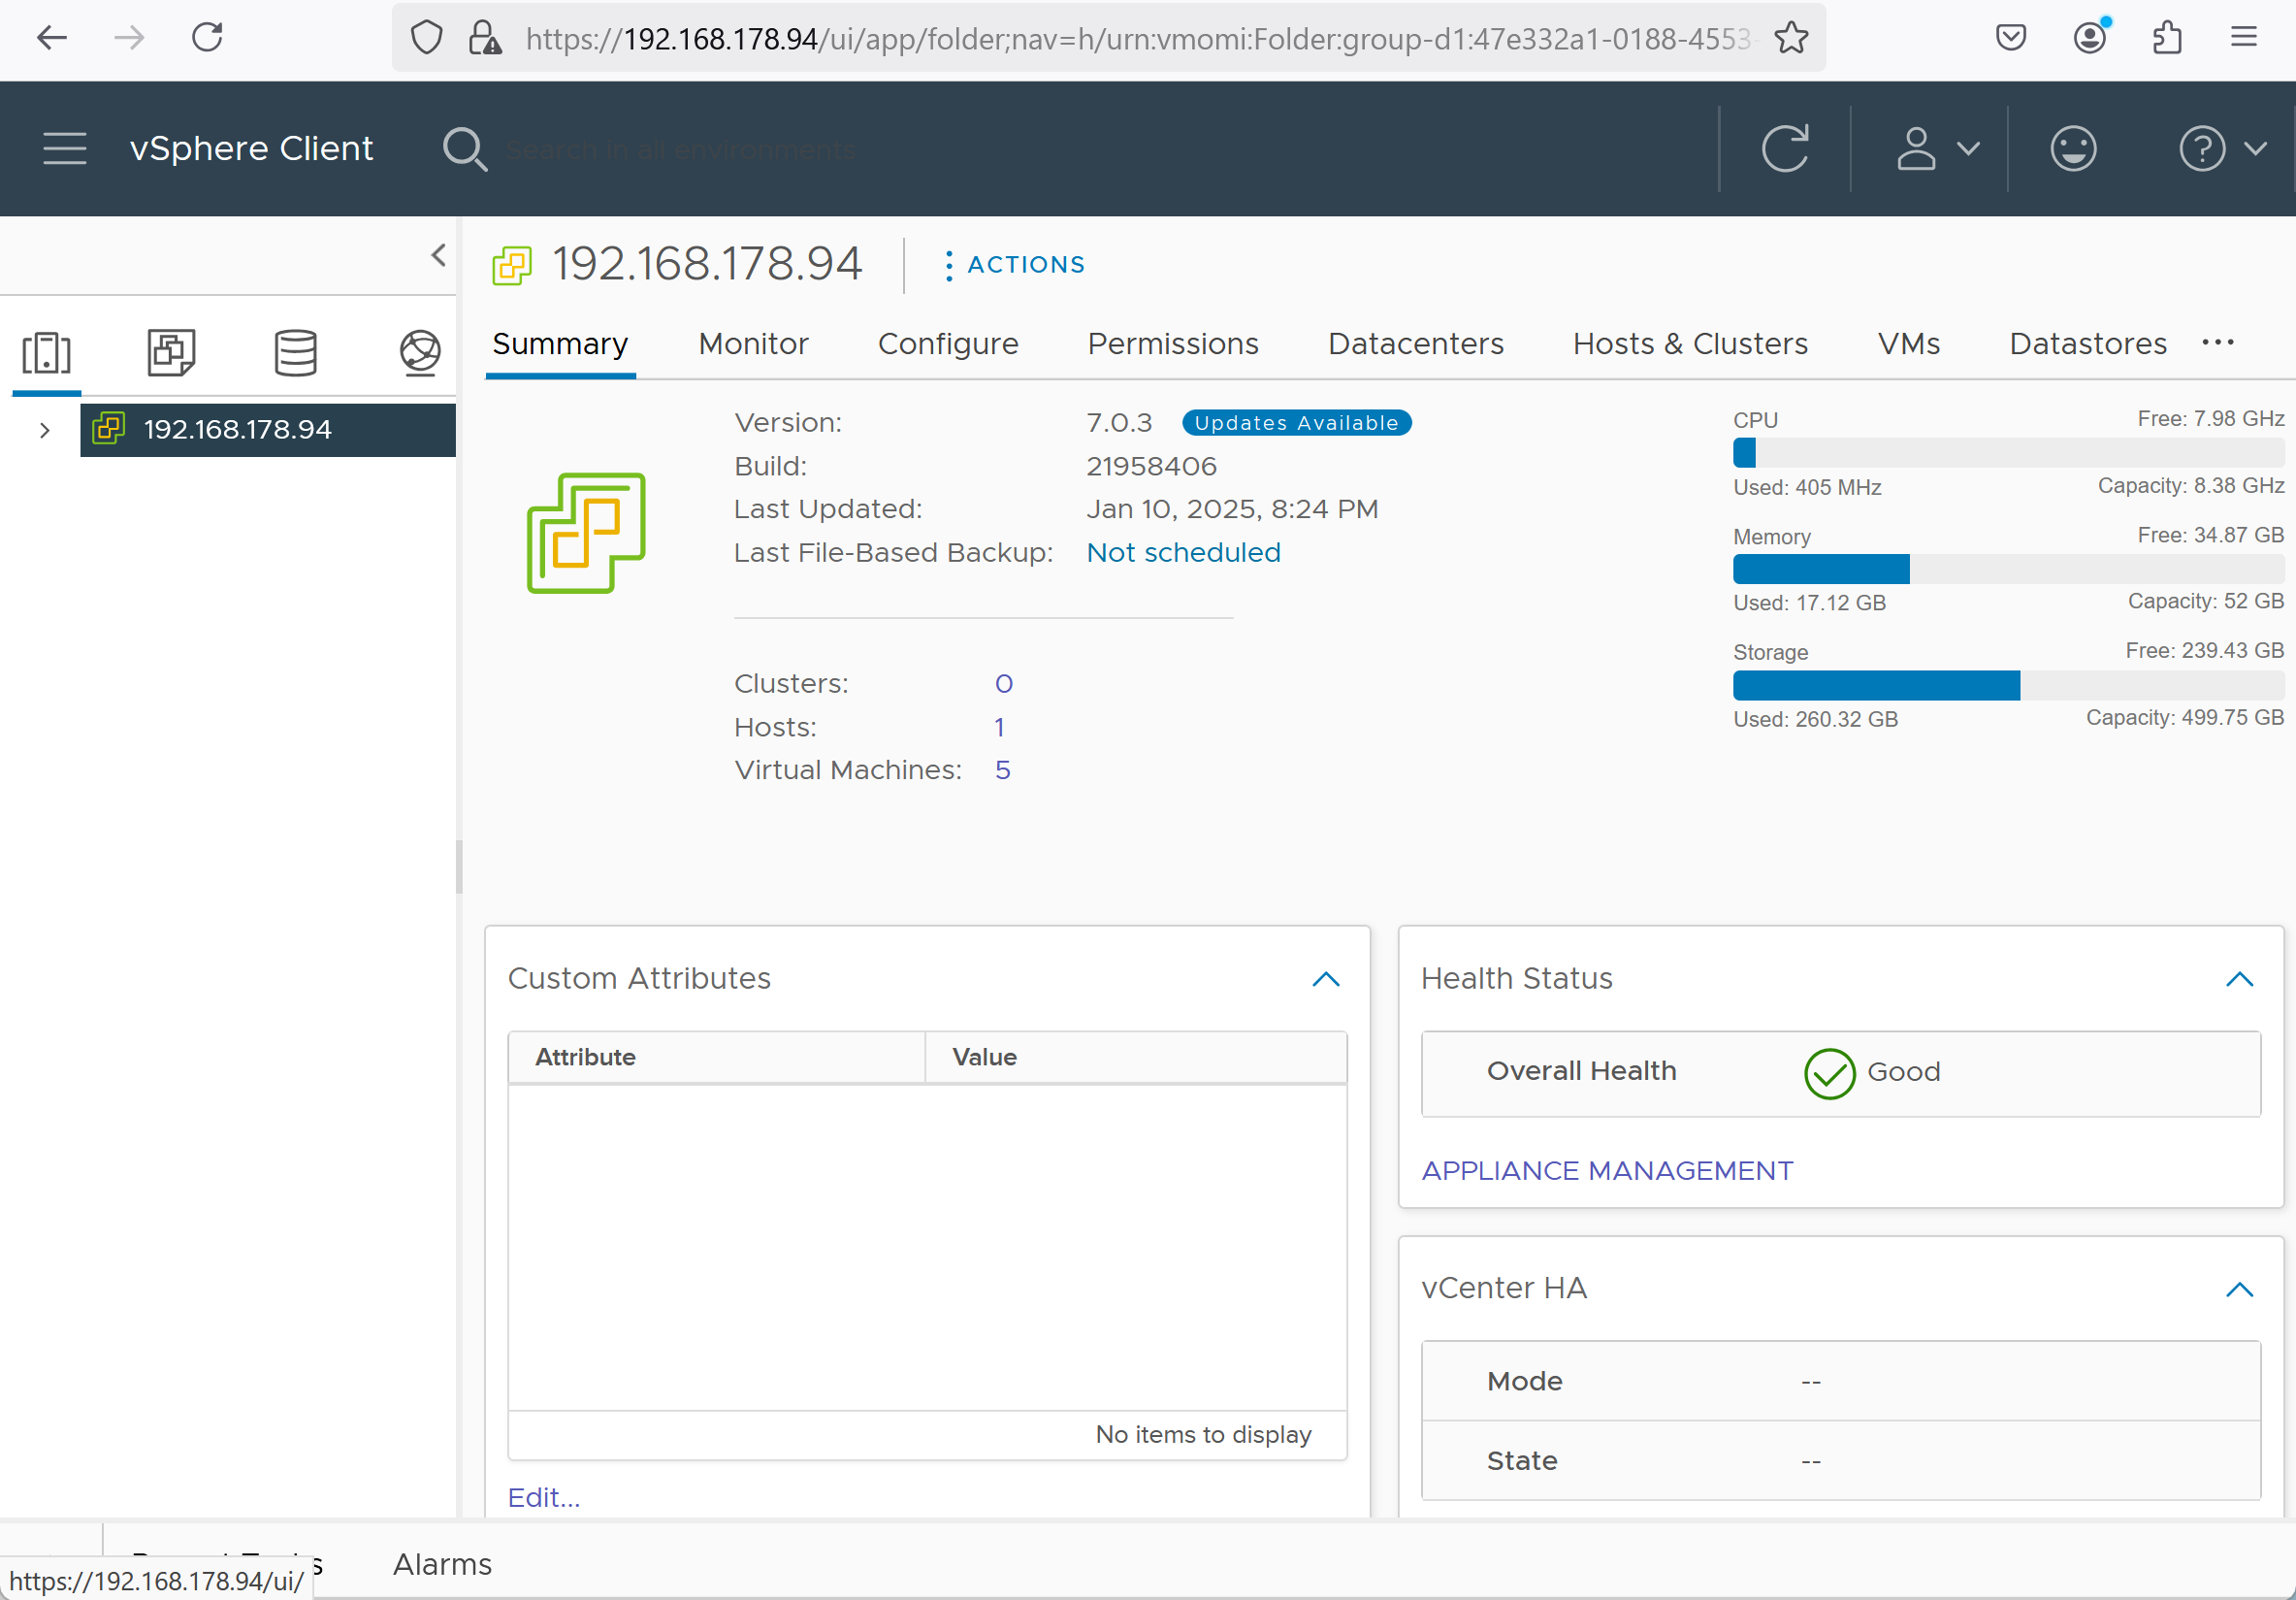 https://192.168.178.94/ui/app/folder;nav=h/urn:vmomi:Folder:group-d1:47e332a1-0188-4553-
vSphere Client
Search in all environments
192.168.178.94
ACTIONS
Summary Monitor Configure Permissions Datacenters Hosts & Clusters VMs Datastores ...
192.168.178.94
Version: 7.0.3 Updates Available
Build: 21958406
Last Updated: Jan 10, 2025, 8:24 PM
Last File-Based Backup: Not scheduled
Clusters: 0
Hosts: 1
Virtual Machines: 5
CPU Free: 7.98 GHz
Used: 405 MHz Capacity: 8.38 GHz
Memory Free: 34.87 GB
Used: 17.12 GB Capacity: 52 GB
Storage Free: 239.43 GB
Used: 260.32 GB Capacity: 499.75 GB
Custom Attributes
Attribute Value
No items to display
Edit...
Health Status
Overall Health Good
APPLIANCE MANAGEMENT
vCenter HA
Mode --
State --
Alarms
https://192.168.178.94/ui/